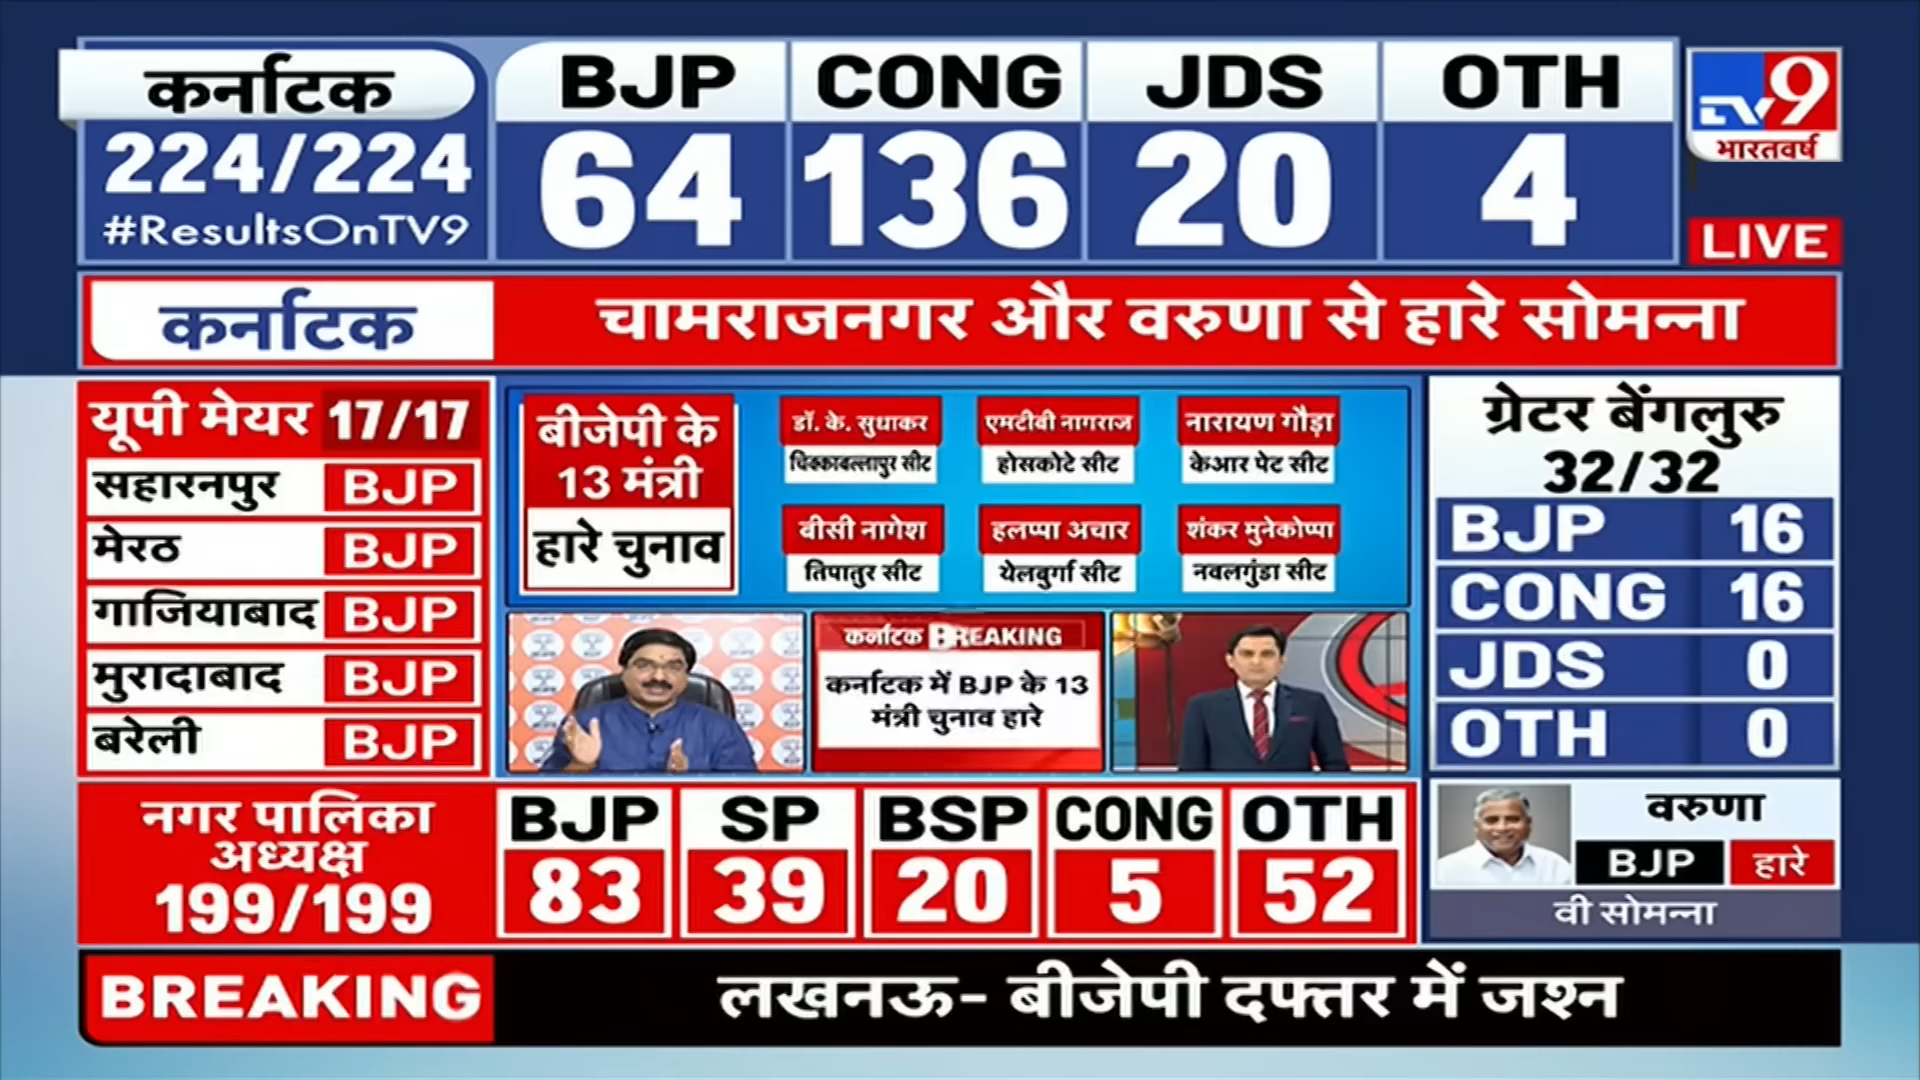 कर्नाटक
224/224
#ResultsOnTV9
BJP CONG JDS OTH
64 136 20 4
TV9
भारतवर्ष
LIVE
कर्नाटक
चामराजनगर और वरुणा से हारे सोमन्ना
यूपी मेयर 17/17
सहारनपुर BJP
मेरठ BJP
गाजियाबाद BJP
मुरादाबाद BJP
बरेली BJP
बीजेपी के
13 मंत्री
हारे चुनाव
डॉ. के. सुधाकर
चिक्काबल्लापुर सीट
एमटीबी नागराज
होसकोटे सीट
नारायण गौड़ा
केआर पेट सीट
बीसी नागेश
तिपातुर सीट
हलप्पा अचार
येलबुर्गा सीट
शंकर मुनेकोप्पा
नवलगुंडा सीट
कर्नाटक BREAKING
कर्नाटक में BJP के 13
मंत्री चुनाव हारे
ग्रेटर बेंगलुरु
32/32
BJP 16
CONG 16
JDS 0
OTH 0
वरुणा
BJP हारे
वी सोमन्ना
नगर पालिका
अध्यक्ष
199/199
BJP SP BSP CONG OTH
83 39 20 5 52
BREAKING
लखनऊ- बीजेपी दफ्तर में जश्न